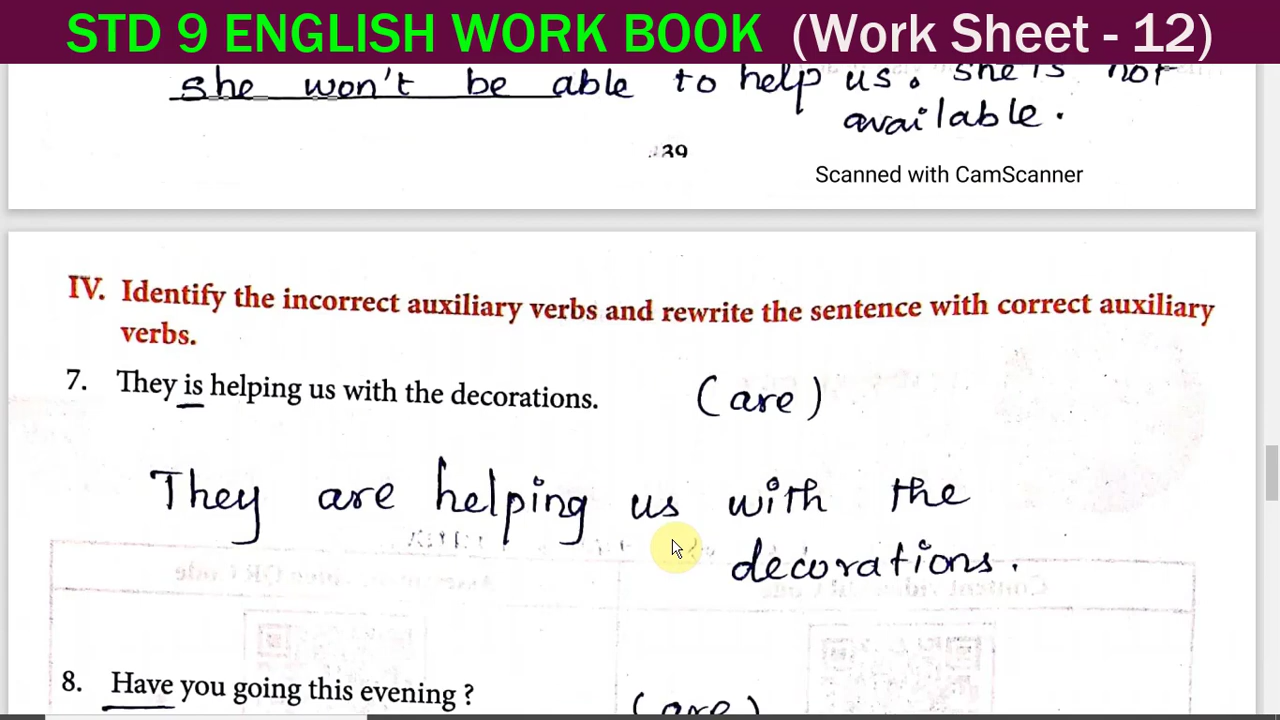 STD 9 ENGLISH WORK BOOK (Work Sheet - 12)
she won't be able to help us. she is not
available.
39
Scanned with CamScanner
IV. Identify the incorrect auxiliary verbs and rewrite the sentence with correct auxiliary
verbs.
7. They is helping us with the decorations. (are)
They are helping us with the
decorations.
8. Have you going this evening ? (are)